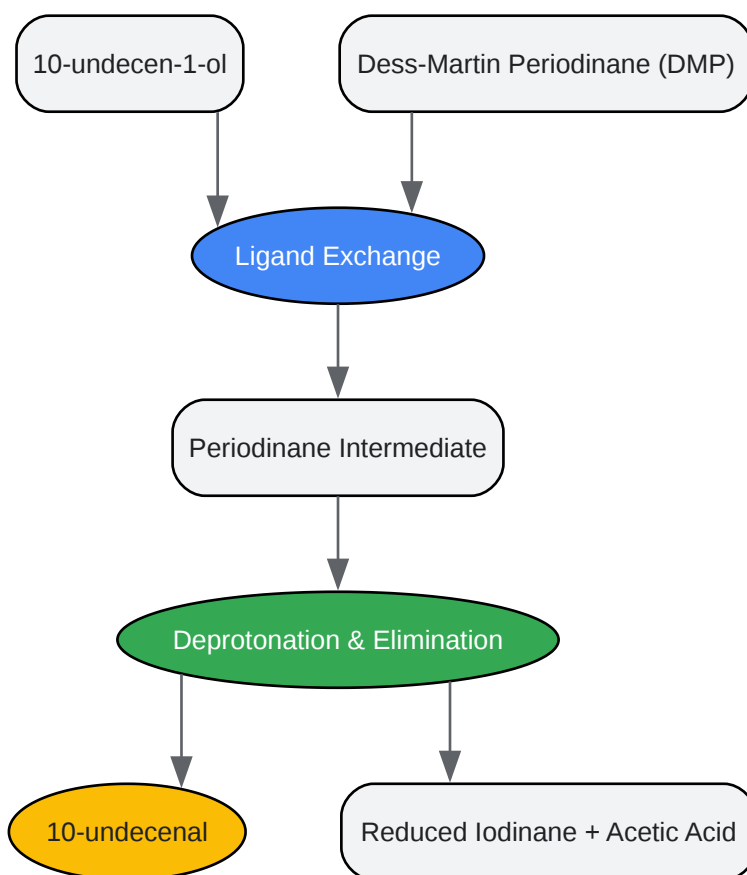 10-undecen-1-ol
Dess-Martin Periodinane (DMP)
Ligand Exchange
Periodinane Intermediate
Deprotonation & Elimination
10-undecenal
Reduced Iodinane + Acetic Acid